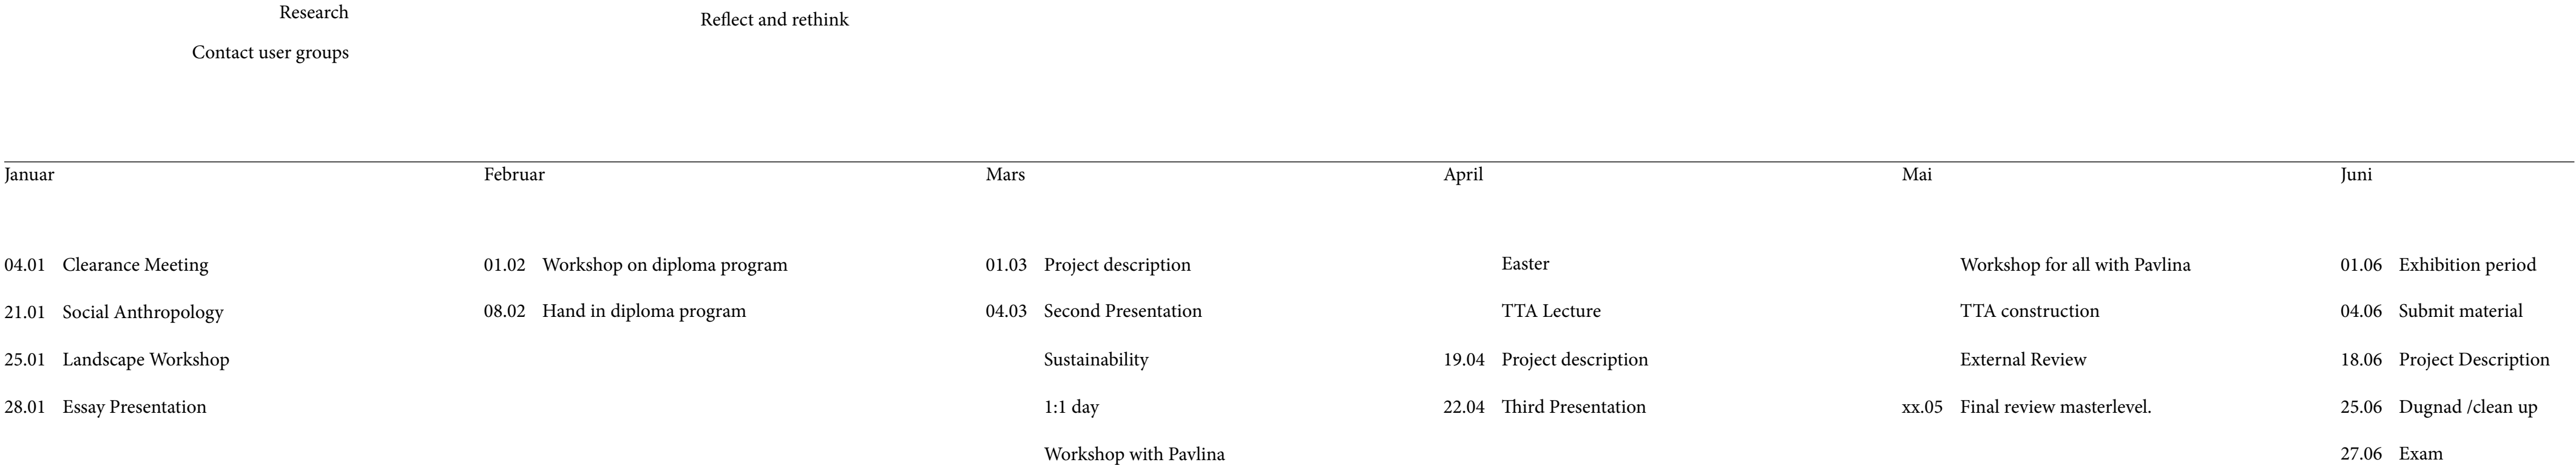 Research
Reflect and rethink
Contact user groups
Januar
Februar
Mars
April
Mai
Juni
04.01 Clearance Meeting
21.01 Social Anthropology
25.01 Landscape Workshop
28.01 Essay Presentation
01.02 Workshop on diploma program
08.02 Hand in diploma program
01.03 Project description
04.03 Second Presentation
Sustainability
1:1 day
Workshop with Pavlina
Easter
TTA Lecture
19.04 Project description
22.04 Third Presentation
Workshop for all with Pavlina
TTA construction
External Review
xx.05 Final review masterlevel.
01.06 Exhibition period
04.06 Submit material
18.06 Project Description
25.06 Dugnad /clean up
27.06 Exam